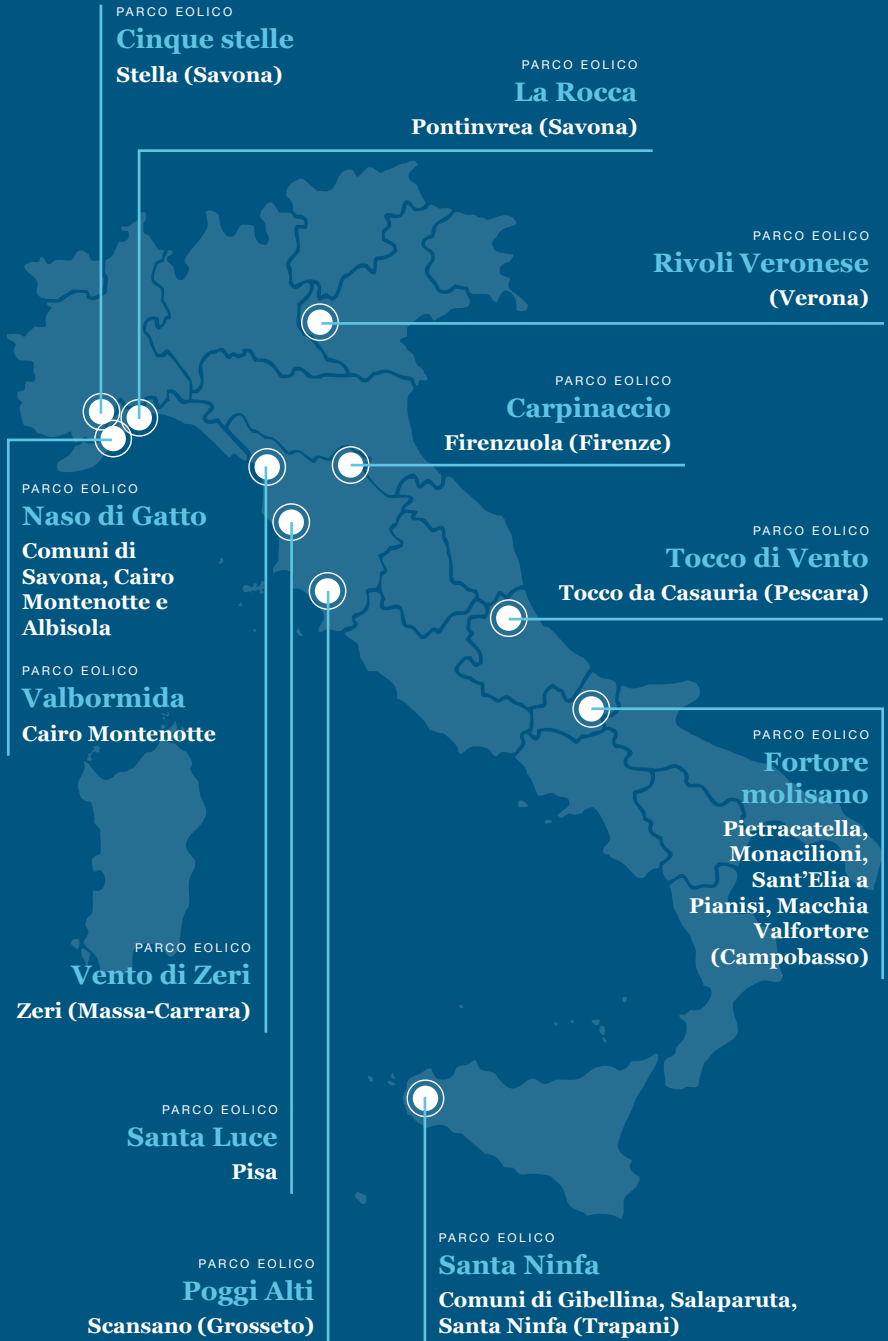 PARCO EOLICO
Cinque stelle
Stella (Savona)
PARCO EOLICO
La Rocca
Pontinvrea (Savona)
PARCO EOLICO
Rivoli Veronese
(Verona)
PARCO EOLICO
Carpinaccio
Firenzuola (Firenze)
PARCO EOLICO
Naso di Gatto
Comuni di
Savona, Cairo
Montenotte e
Albisola
PARCO EOLICO
Valbormida
Cairo Montenotte
PARCO EOLICO
Tocco di Vento
Tocco da Casauria (Pescara)
PARCO EOLICO
Fortore
molisano
Pietracatella,
Monacilioni,
Sant’Elia a
Pianisi, Macchia
Valfortore
(Campobasso)
PARCO EOLICO
Vento di Zeri
Zeri (Massa-Carrara)
PARCO EOLICO
Santa Luce
Pisa
PARCO EOLICO
Poggi Alti
Scansano (Grosseto)
PARCO EOLICO
Santa Ninfa
Comuni di Gibellina, Salaparuta,
Santa Ninfa (Trapani)